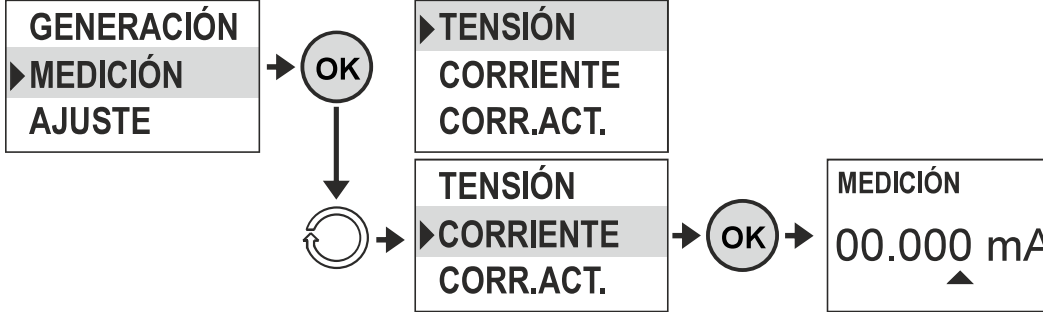 GENERACIÓN
MEDICIÓN
AJUSTE
OK
TENSIÓN
CORRIENTE
CORR.ACT.
TENSIÓN
CORRIENTE
CORR.ACT.
OK
MEDICIÓN
00.000 mA